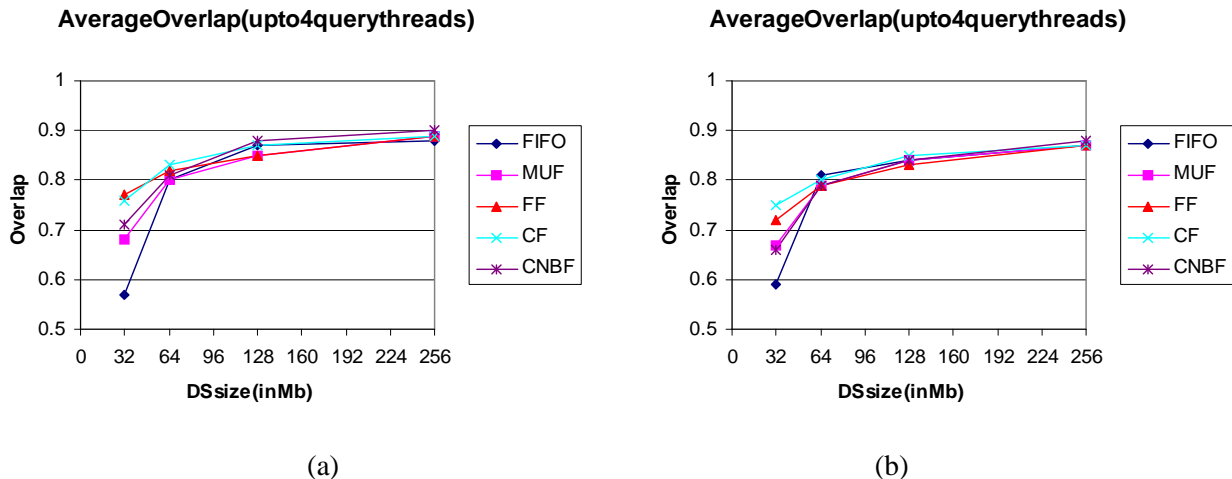 AverageOverlap(upto4querythreads)
1
0.9
0.8
0.7
0.6
0.5
Overlap
0 32 64 96 128 160 192 224 256
DSsize(inMb)
FIFO
MUF
FF
CF
CNBF
(a)
AverageOverlap(upto4querythreads)
1
0.9
0.8
0.7
0.6
0.5
Overlap
0 32 64 96 128 160 192 224 256
DSsize(inMb)
FIFO
MUF
FF
CF
CNBF
(b)